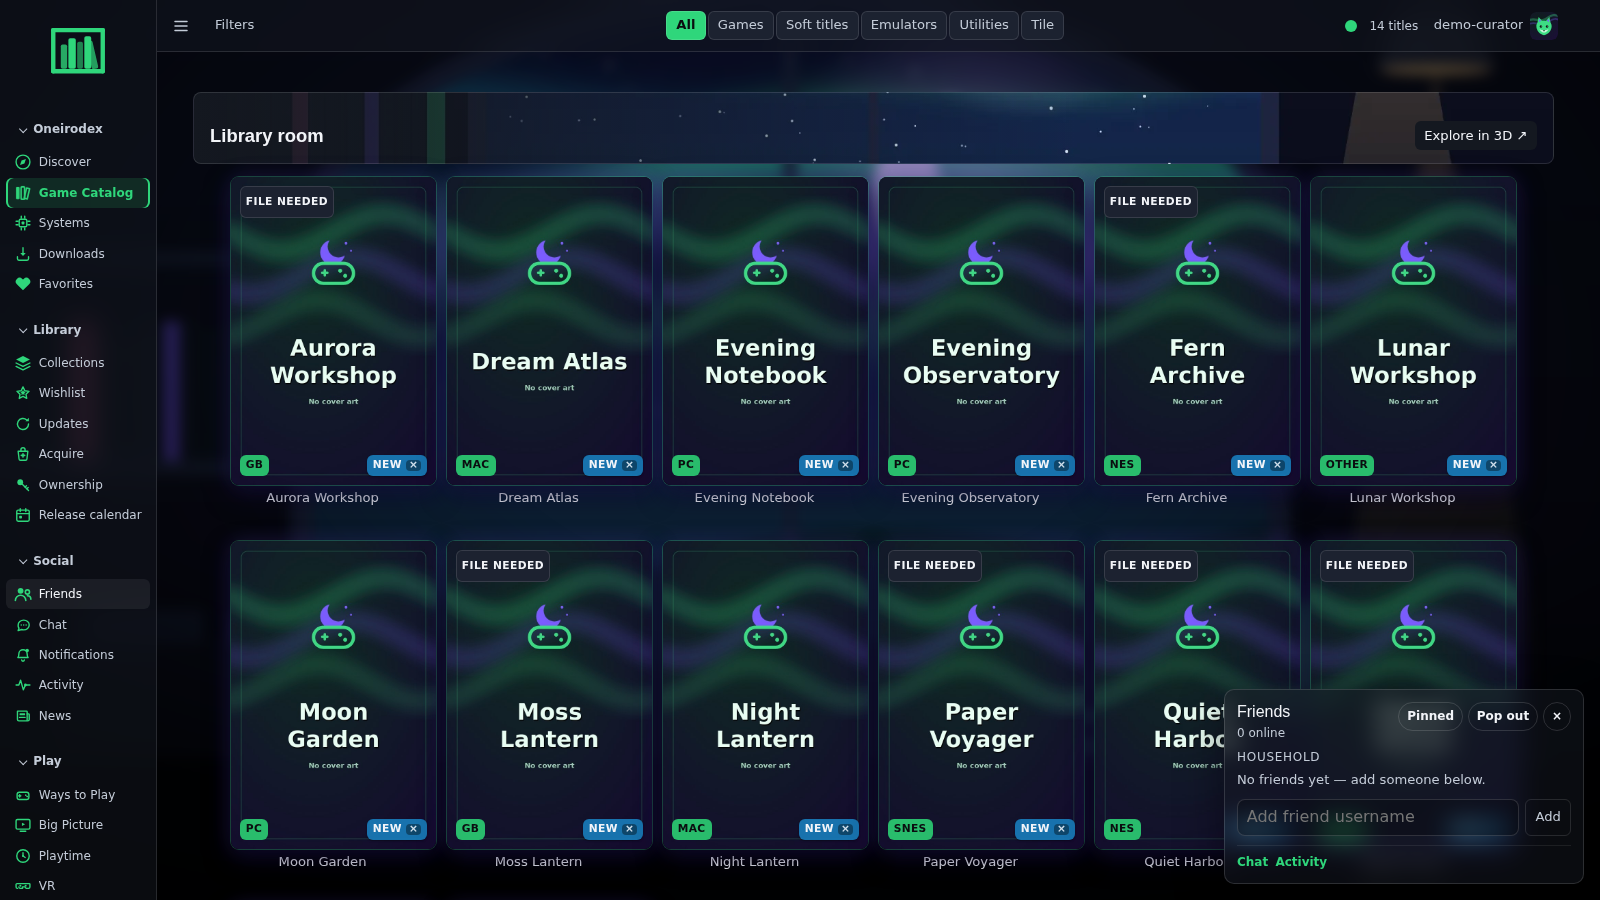 Filters
All
Games
Soft titles
Emulators
Utilities
Tile
14 titles
demo-curator
Oneirodex
Discover
Game Catalog
Systems
Downloads
Favorites
Library
Collections
Wishlist
Updates
Acquire
Ownership
Release calendar
Social
Friends
Chat
Notifications
Activity
News
Play
Ways to Play
Big Picture
Playtime
VR
Library room
Explore in 3D ↗
FILE NEEDED
Aurora
Workshop
No cover art
GB
NEW ×
Aurora Workshop
Dream Atlas
No cover art
MAC
NEW ×
Dream Atlas
Evening
Notebook
No cover art
PC
NEW ×
Evening Notebook
Evening
Observatory
No cover art
PC
NEW ×
Evening Observatory
FILE NEEDED
Fern
Archive
No cover art
NES
NEW ×
Fern Archive
Lunar
Workshop
No cover art
OTHER
NEW ×
Lunar Workshop
Moon
Garden
No cover art
PC
NEW ×
Moon Garden
FILE NEEDED
Moss
Lantern
No cover art
GB
NEW ×
Moss Lantern
Night
Lantern
No cover art
MAC
NEW ×
Night Lantern
FILE NEEDED
Paper
Voyager
No cover art
SNES
NEW ×
Paper Voyager
FILE NEEDED
Quiet
Harbo
No cover art
NES
Quiet Harbo
FILE NEEDED
Friends
Pinned
Pop out
×
0 online
HOUSEHOLD
No friends yet — add someone below.
Add friend username
Add
Chat
Activity